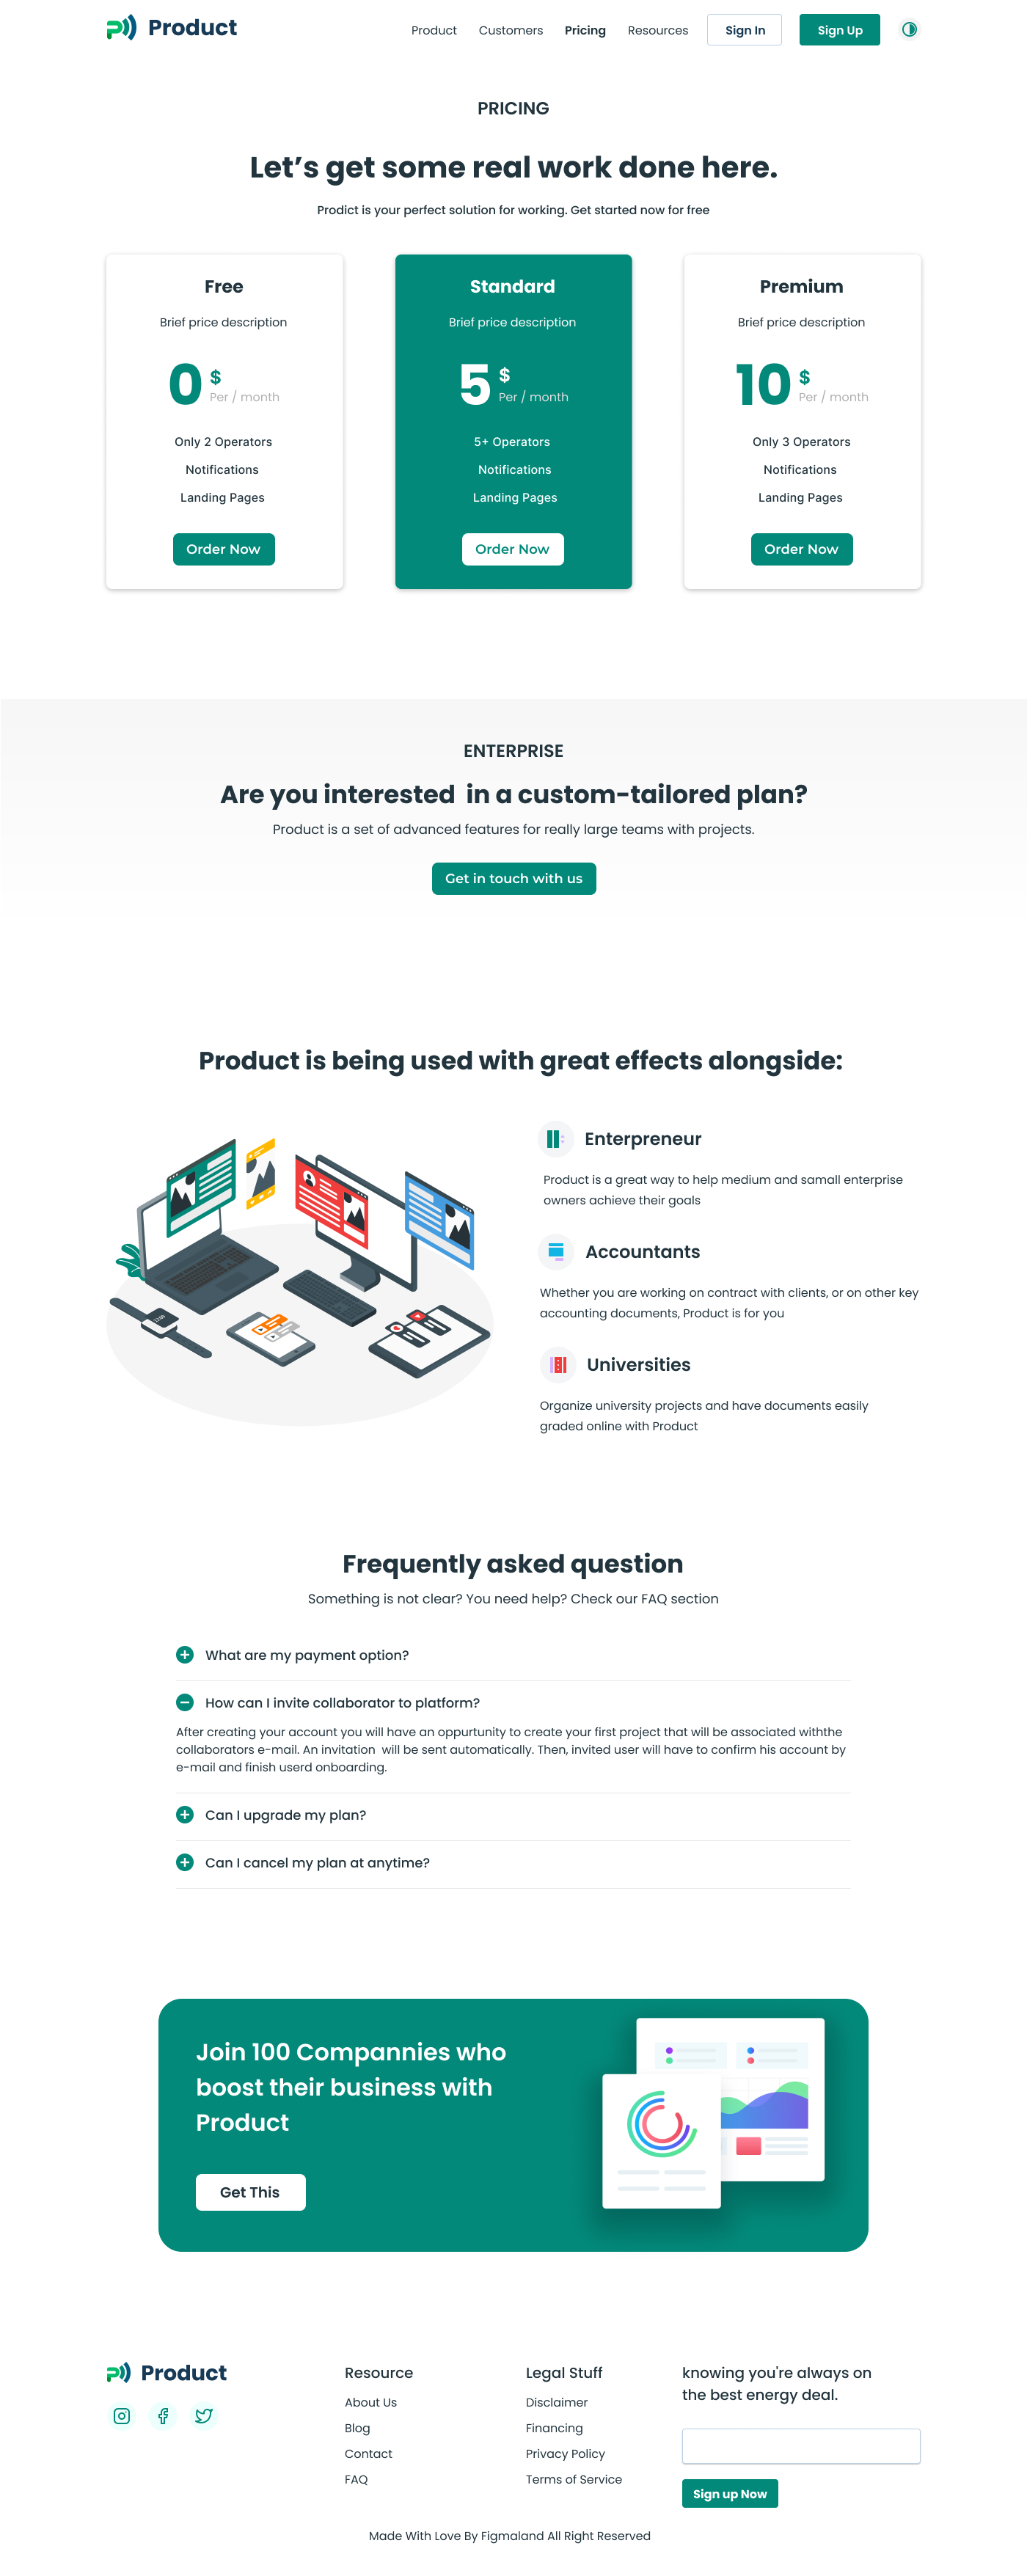 Product
Product Customers Pricing Resources Sign In Sign Up
PRICING
Let’s get some real work done here.
Prodict is your perfect solution for working. Get started now for free
Free
Brief price description
0 $
Per / month
Only 2 Operators
Notifications
Landing Pages
Order Now
Standard
Brief price description
5 $
Per / month
5+ Operators
Notifications
Landing Pages
Order Now
Premium
Brief price description
10 $
Per / month
Only 3 Operators
Notifications
Landing Pages
Order Now
ENTERPRISE
Are you interested  in a custom-tailored plan?
Product is a set of advanced features for really large teams with projects.
Get in touch with us
Product is being used with great effects alongside:
12:00
Enterpreneur
Product is a great way to help medium and samall enterprise
owners achieve their goals
Accountants
Whether you are working on contract with clients, or on other key
accounting documents, Product is for you
Universities
Organize university projects and have documents easily
graded online with Product
Frequently asked question
Something is not clear? You need help? Check our FAQ section
What are my payment option?
How can I invite collaborator to platform?
After creating your account you will have an oppurtunity to create your first project that will be associated withthe
collaborators e-mail. An invitation  will be sent automatically. Then, invited user will have to confirm his account by
e-mail and finish userd onboarding.
Can I upgrade my plan?
Can I cancel my plan at anytime?
Join 100 Compannies who
boost their business with
Product
Get This
Product
Resource
About Us
Blog
Contact
FAQ
Legal Stuff
Disclaimer
Financing
Privacy Policy
Terms of Service
knowing you're always on
the best energy deal.
Sign up Now
Made With Love By Figmaland All Right Reserved